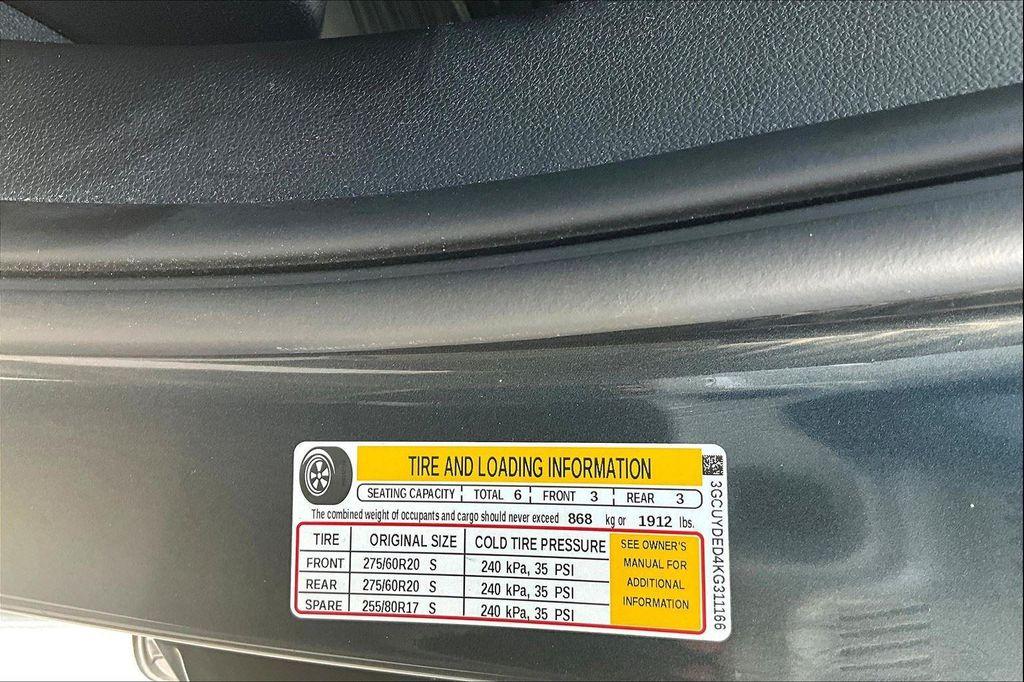 TIRE AND LOADING INFORMATION
SEATING CAPACITY TOTAL 6 FRONT 3 REAR 3
The combined weight of occupants and cargo should never exceed 868 kg or 1912 lbs.
TIRE ORIGINAL SIZE COLD TIRE PRESSURE
FRONT 275/60R20 S 240 kPa, 35 PSI
REAR 275/60R20 S 240 kPa, 35 PSI
SPARE 255/80R17 S 240 kPa, 35 PSI
SEE OWNER'S
MANUAL FOR
ADDITIONAL
INFORMATION
3GCUYDED4KG311166